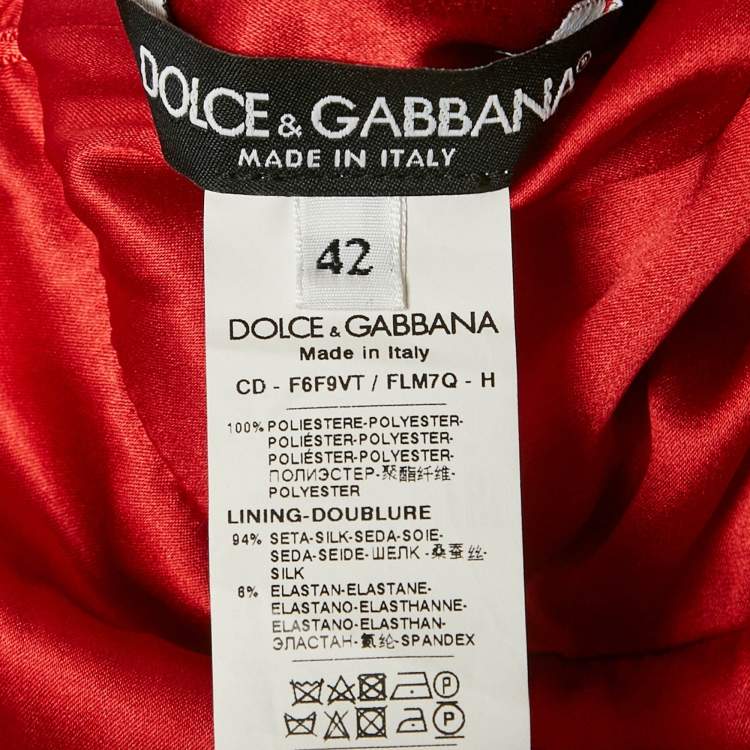 DOLCE & GABBANA®
MADE IN ITALY
42
DOLCE & GABBANA
Made in Italy
CD - F6F9VT / FLM7Q - H
100% POLIESTERE-POLYESTER-
POLIÉSTER-POLYESTER-
POLIÉSTER-POLYESTER-
ПОЛИЭСТЕР-聚酯纤维-
POLYESTER
LINING-DOUBLURE
94% SETA-SILK-SEDA-SOIE-
SEDA-SEIDE-ШЕЛК -桑蚕丝-
SILK
6% ELASTAN-ELASTANE-
ELASTANO-ELASTHANNE-
ELASTANO-ELASTHAN-
ЭЛАСТАН-氨纶-SPANDEX
P